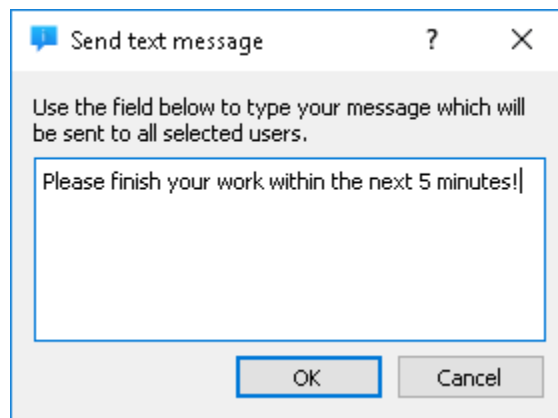 Send text message
Use the field below to type your message which will
be sent to all selected users.
Please finish your work within the next 5 minutes!
OK
Cancel